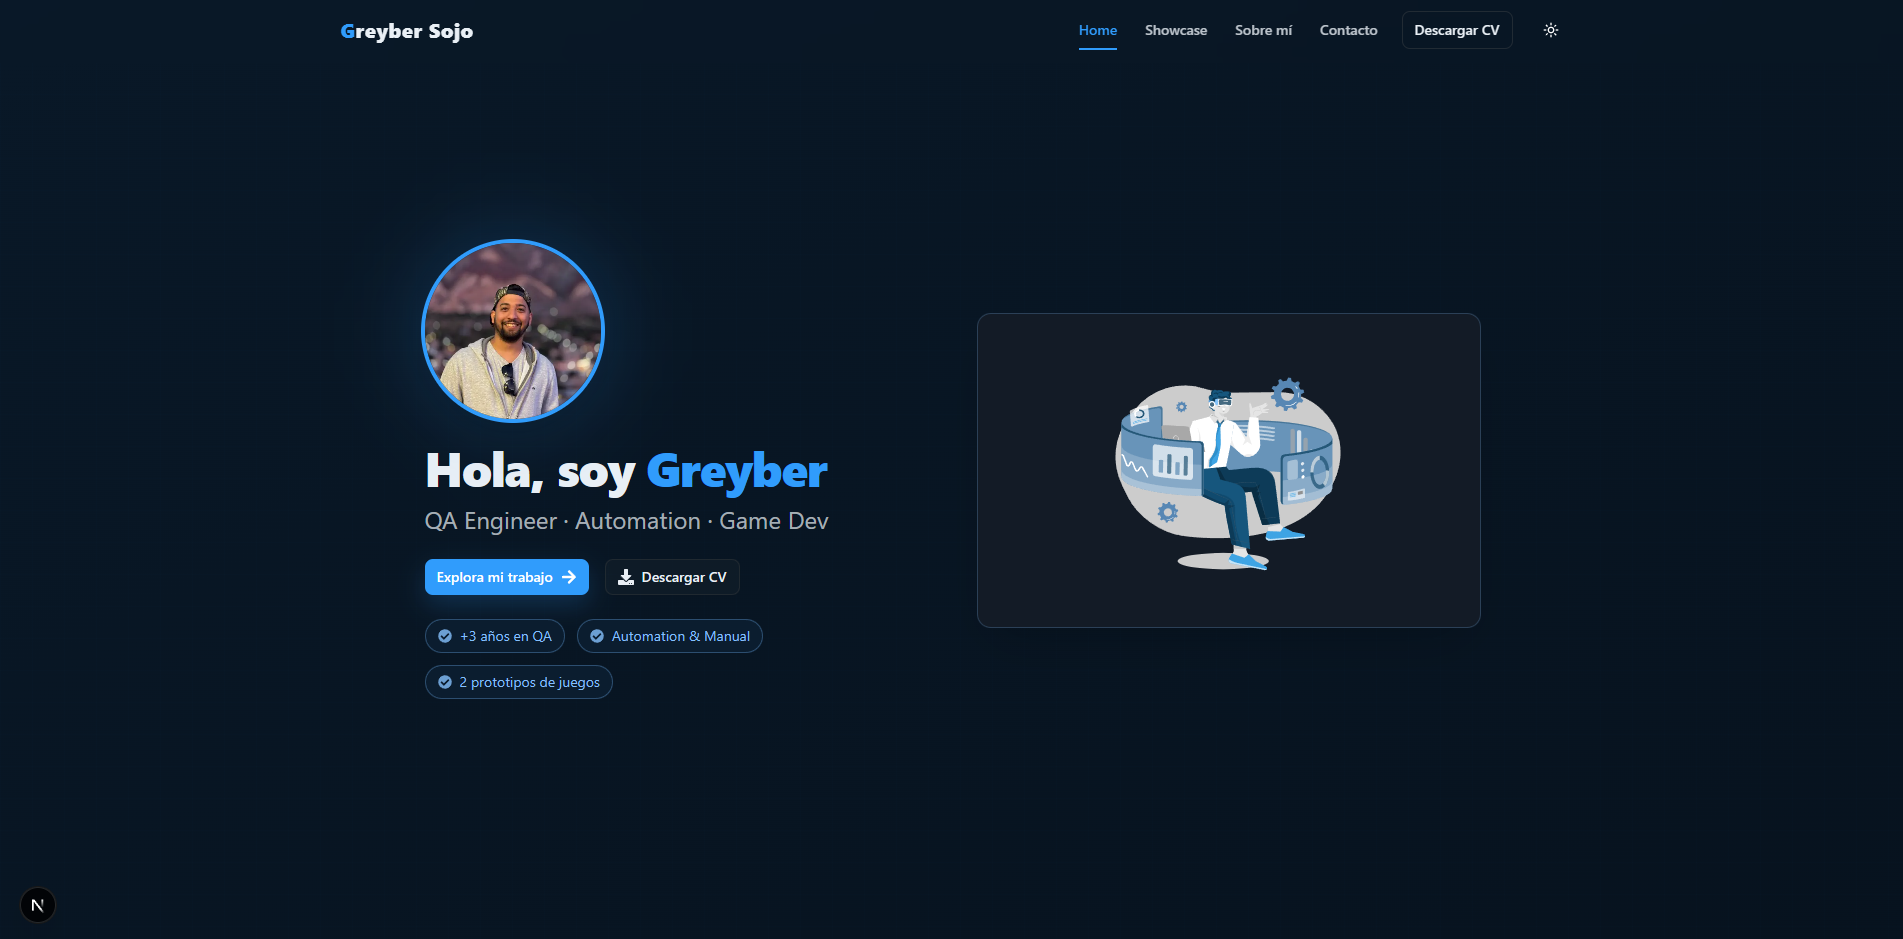 Greyber Sojo
Home
Showcase
Sobre mí
Contacto
Descargar CV
Hola, soy Greyber
QA Engineer · Automation · Game Dev
Explora mi trabajo
Descargar CV
+3 años en QA
Automation & Manual
2 prototipos de juegos
N